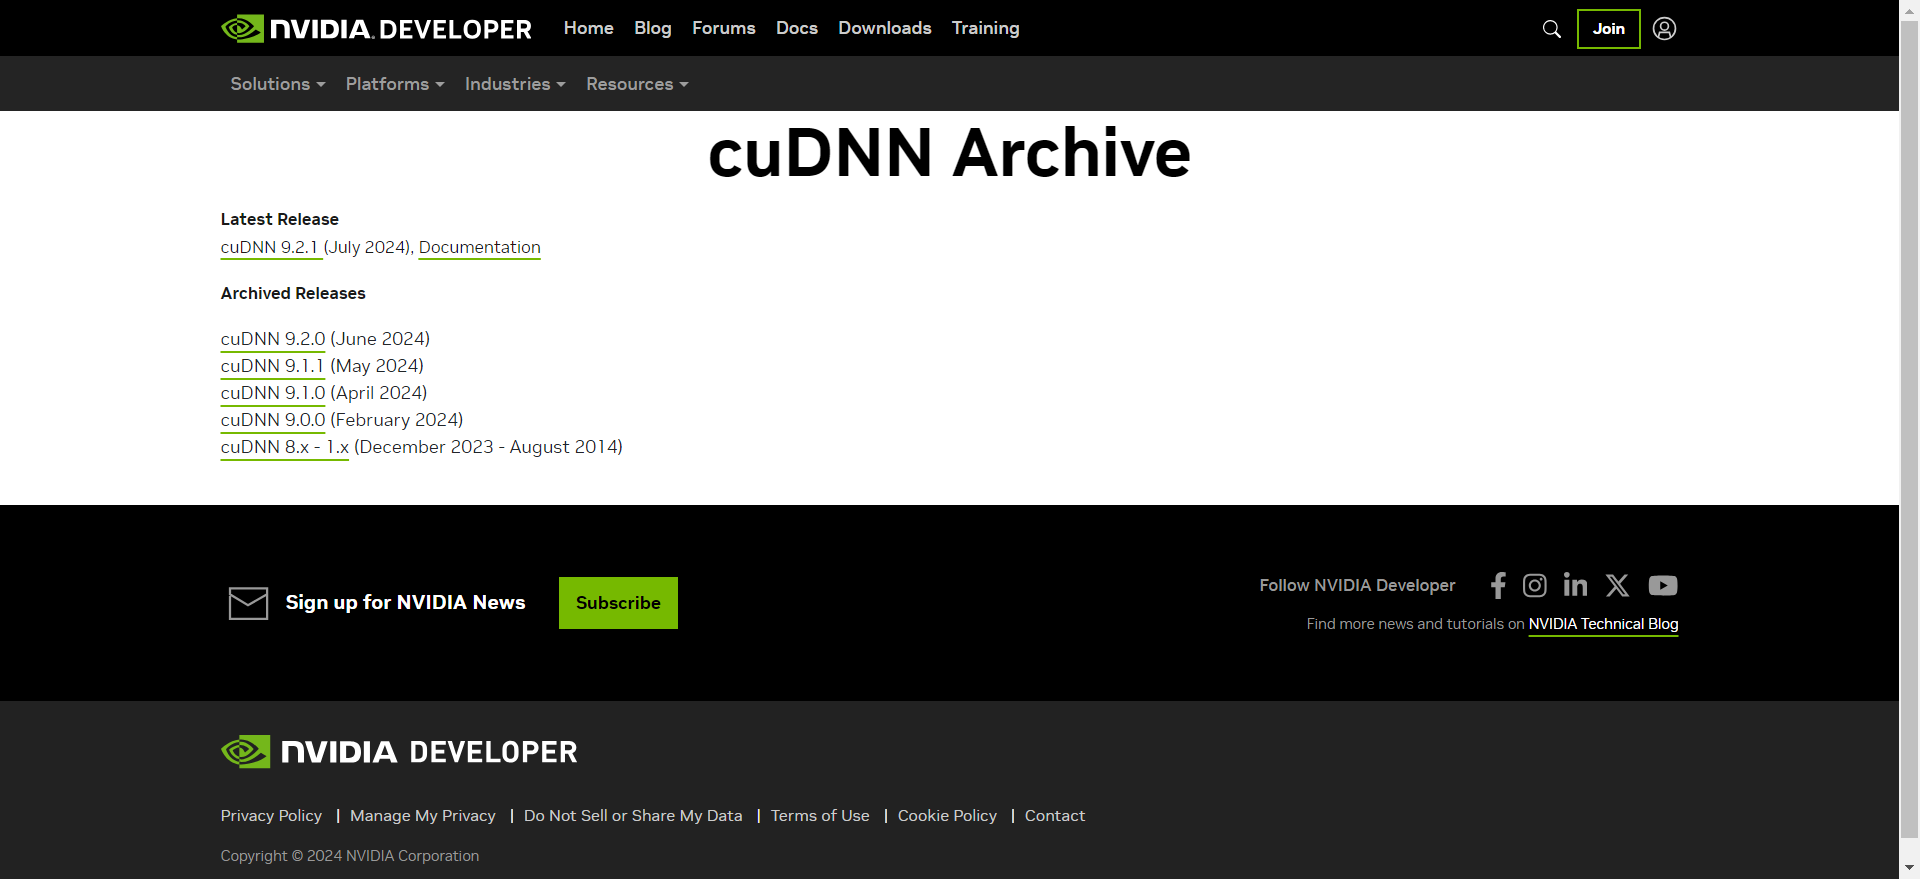 NVIDIA. DEVELOPER Home Blog Forums Docs Downloads Training Join
Solutions Platforms Industries Resources
cuDNN Archive
Latest Release
cuDNN 9.2.1 (July 2024), Documentation
Archived Releases
cuDNN 9.2.0 (June 2024)
cuDNN 9.1.1 (May 2024)
cuDNN 9.1.0 (April 2024)
cuDNN 9.0.0 (February 2024)
cuDNN 8.x - 1.x (December 2023 - August 2014)
Sign up for NVIDIA News Subscribe
Follow NVIDIA Developer
Find more news and tutorials on NVIDIA Technical Blog
NVIDIA DEVELOPER
Privacy Policy | Manage My Privacy | Do Not Sell or Share My Data | Terms of Use | Cookie Policy | Contact
Copyright © 2024 NVIDIA Corporation